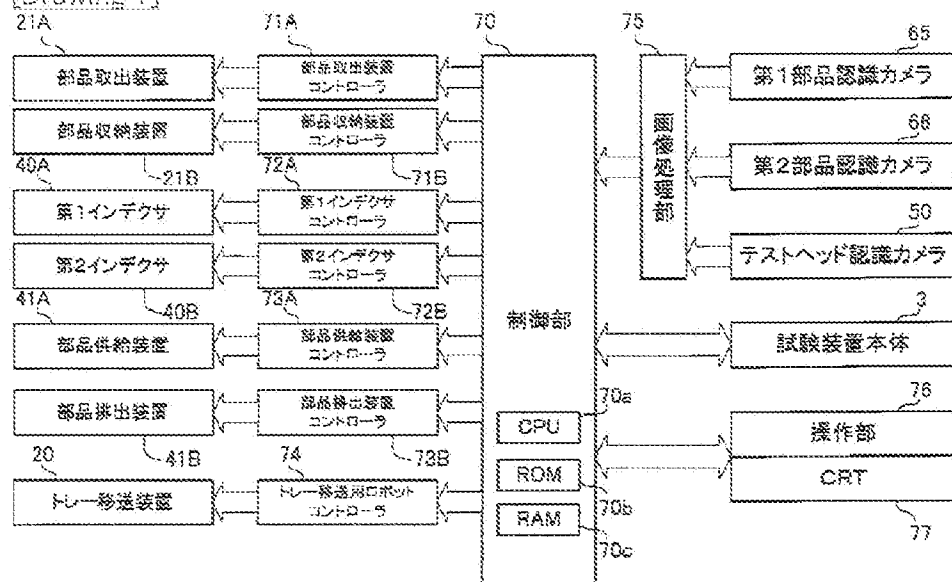 [Drawing 7]
21A
71A
70
75
65
部品取出装置
部品取出装置
コントローラ
第1部品認識カメラ
部品収納装置
部品収納装置
コントローラ
画像処理部
66
40A
21B
72A
71B
第2部品認識カメラ
第1インデクサ
第1インデクサ
コントローラ
50
第2インデクサ
第2インデクサ
コントローラ
テストヘッド認識カメラ
41A
40B
73A
72B
制御部
3
部品供給装置
部品供給装置
コントローラ
試験装置本体
部品排出装置
部品排出装置
コントローラ
70a
76
CPU
操作部
20
41B
74
73B
ROM
CRT
トレー移送装置
トレー移送用ロボット
コントローラ
70b
RAM
77
70c